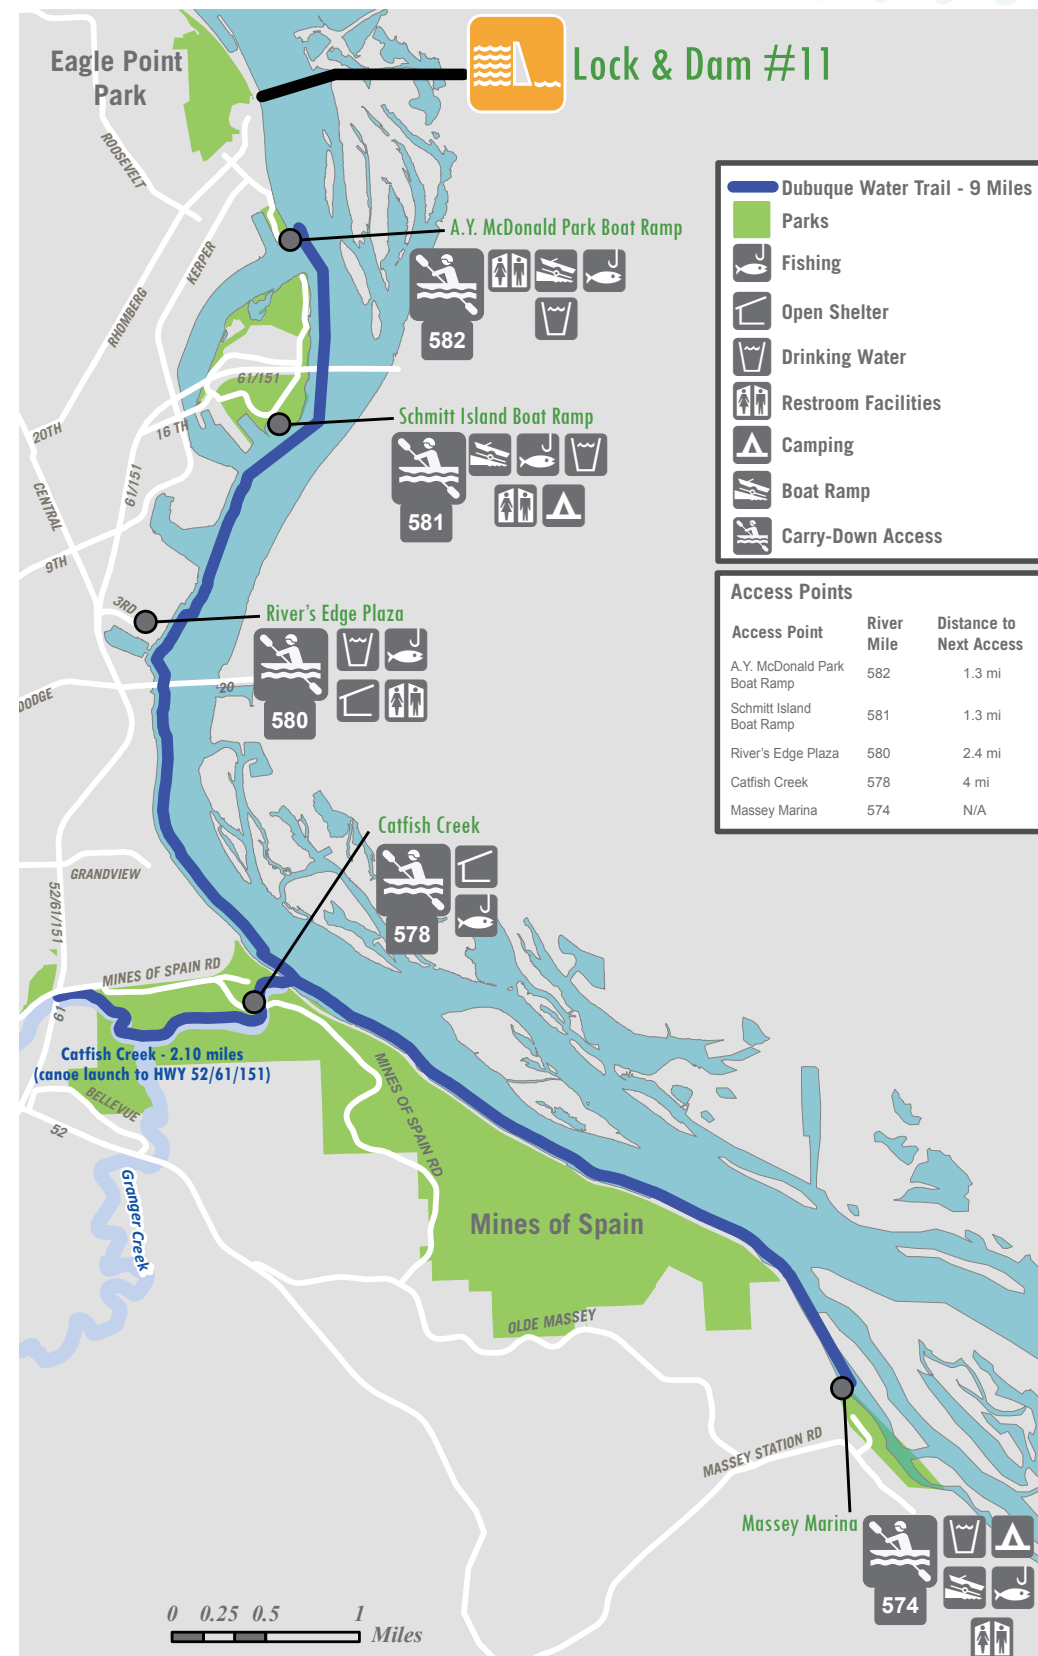 Eagle Point
Park
Lock & Dam #11
ROOSEVELT
Dubuque Water Trail - 9 Miles
Parks
Fishing
Open Shelter
Drinking Water
Restroom Facilities
Camping
Boat Ramp
Carry-Down Access
A.Y. McDonald Park Boat Ramp
582
KERPER
RHOMBERG
61/151
Schmitt Island Boat Ramp
581
20TH
16 TH
61/151
CENTRAL
9TH
3RD
River's Edge Plaza
580
20
DODGE
Access Points
Access Point
River
Mile
Distance to
Next Access
A.Y. McDonald Park
Boat Ramp
582
1.3 mi
Schmitt Island
Boat Ramp
581
1.3 mi
River's Edge Plaza
580
2.4 mi
Catfish Creek
578
4 mi
Massey Marina
574
N/A
Catfish Creek
578
GRANDVIEW
52/61/151
MINES OF SPAIN RD
61
Catfish Creek - 2.10 miles
(canoe launch to HWY 52/61/151)
BELLEVUE
52
MINES OF SPAIN RD
Granger Creek
Mines of Spain
OLDE MASSEY
MASSEY STATION RD
Massey Marina
574
0 0.25 0.5 1
Miles